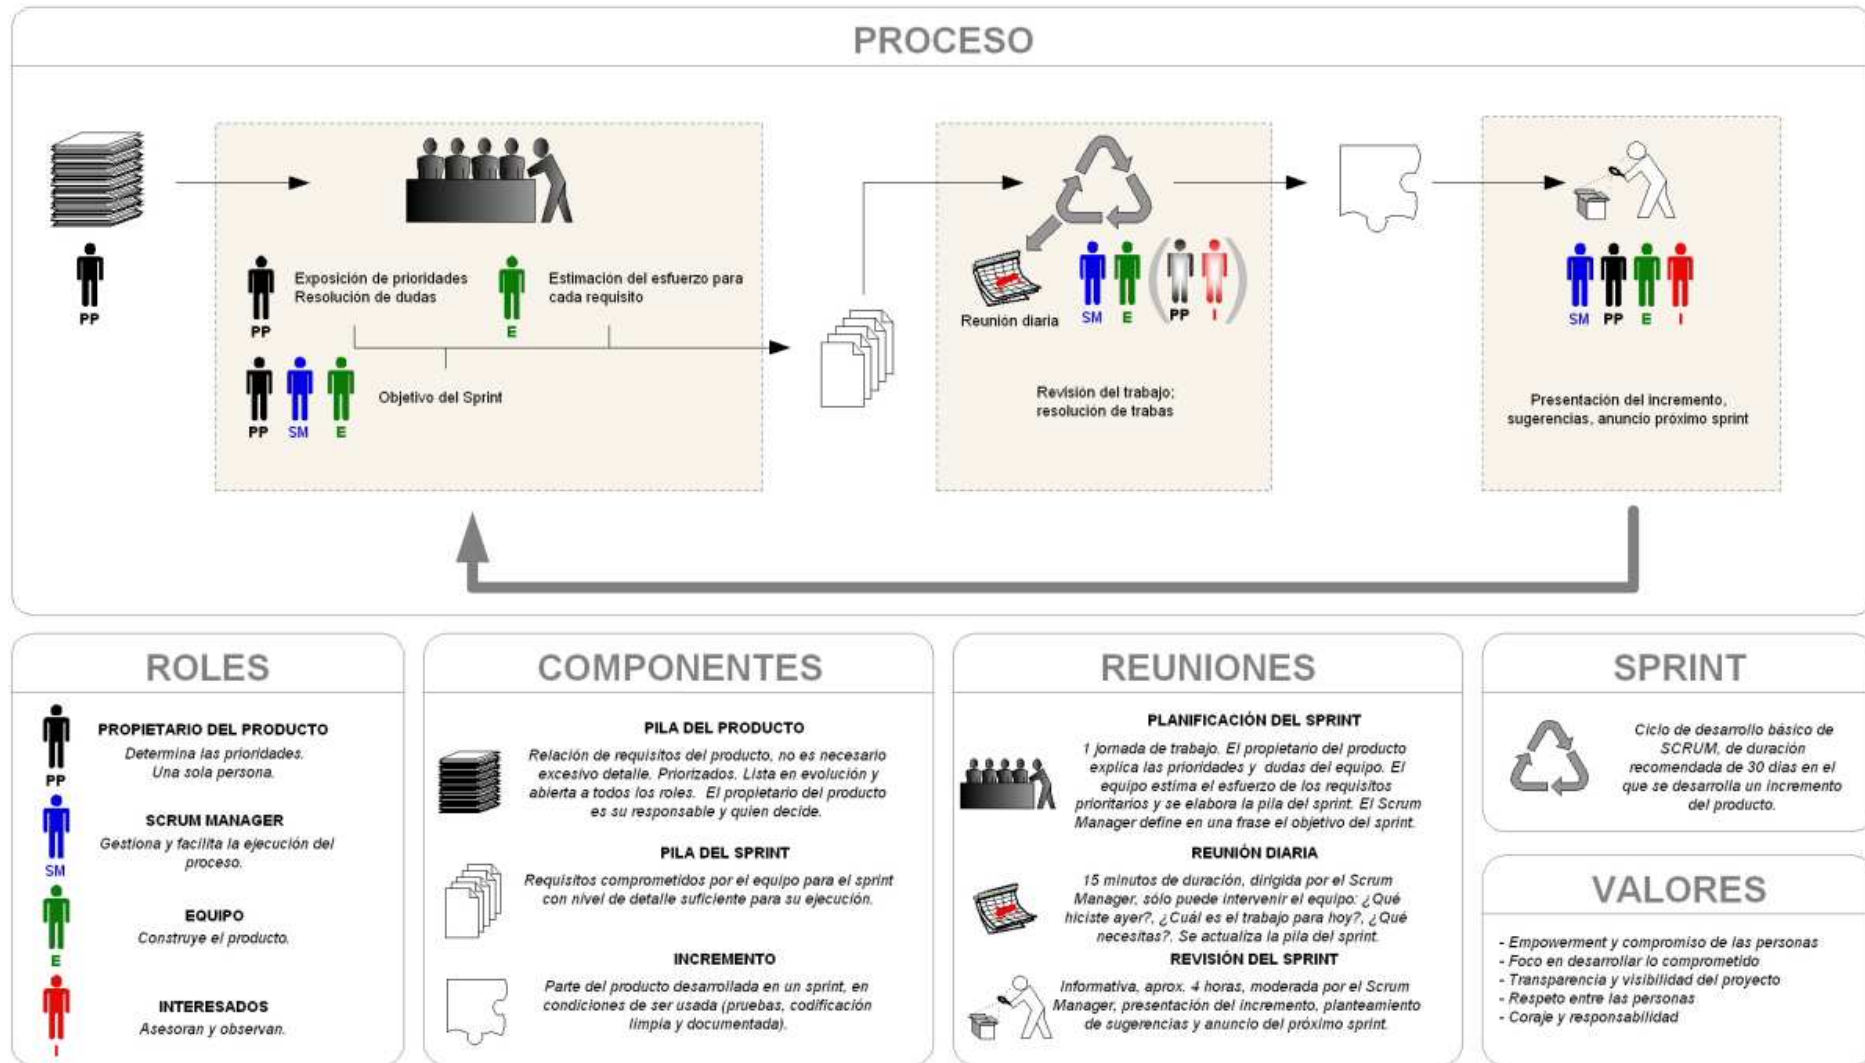 PROCESO
PP
Exposición de prioridades
Resolución de dudas
PP
Estimación del esfuerzo para
cada requisito
E
Objetivo del Sprint
PP SM E
Reunión diaria
SM E PP I
Revisión del trabajo;
resolución de trabas
SM PP E I
Presentación del incremento,
sugerencias, anuncio próximo sprint
ROLES
PROPIETARIO DEL PRODUCTO
Determina las prioridades.
Una sola persona.
PP
SCRUM MANAGER
Gestiona y facilita la ejecución del
proceso.
SM
EQUIPO
Construye el producto.
E
INTERESADOS
Asesoran y observan.
I
COMPONENTES
PILA DEL PRODUCTO
Relación de requisitos del producto, no es necesario
excesivo detalle. Priorizados. Lista en evolución y
abierta a todos los roles. El propietario del producto
es su responsable y quien decide.
PILA DEL SPRINT
Requisitos comprometidos por el equipo para el sprint
con nivel de detalle suficiente para su ejecución.
INCREMENTO
Parte del producto desarrollada en un sprint, en
condiciones de ser usada (pruebas, codificación
limpia y documentada).
REUNIONES
PLANIFICACIÓN DEL SPRINT
1 jornada de trabajo. El propietario del producto
explica las prioridades y dudas del equipo. El
equipo estima el esfuerzo de los requisitos
prioritarios y se elabora la pila del sprint. El Scrum
Manager define en una frase el objetivo del sprint.
REUNIÓN DIARIA
15 minutos de duración, dirigida por el Scrum
Manager, sólo puede intervenir el equipo: ¿Qué
hiciste ayer?, ¿Cuál es el trabajo para hoy?, ¿Qué
necesitas?. Se actualiza la pila del sprint.
REVISIÓN DEL SPRINT
Informativa, aprox. 4 horas, moderada por el Scrum
Manager, presentación del incremento, planteamiento
de sugerencias y anuncio del próximo sprint.
SPRINT
Ciclo de desarrollo básico de
SCRUM, de duración
recomendada de 30 días en el
que se desarrolla un incremento
del producto.
VALORES
- Empowerment y compromiso de las personas
- Foco en desarrollar lo comprometido
- Transparencia y visibilidad del proyecto
- Respeto entre las personas
- Coraje y responsabilidad